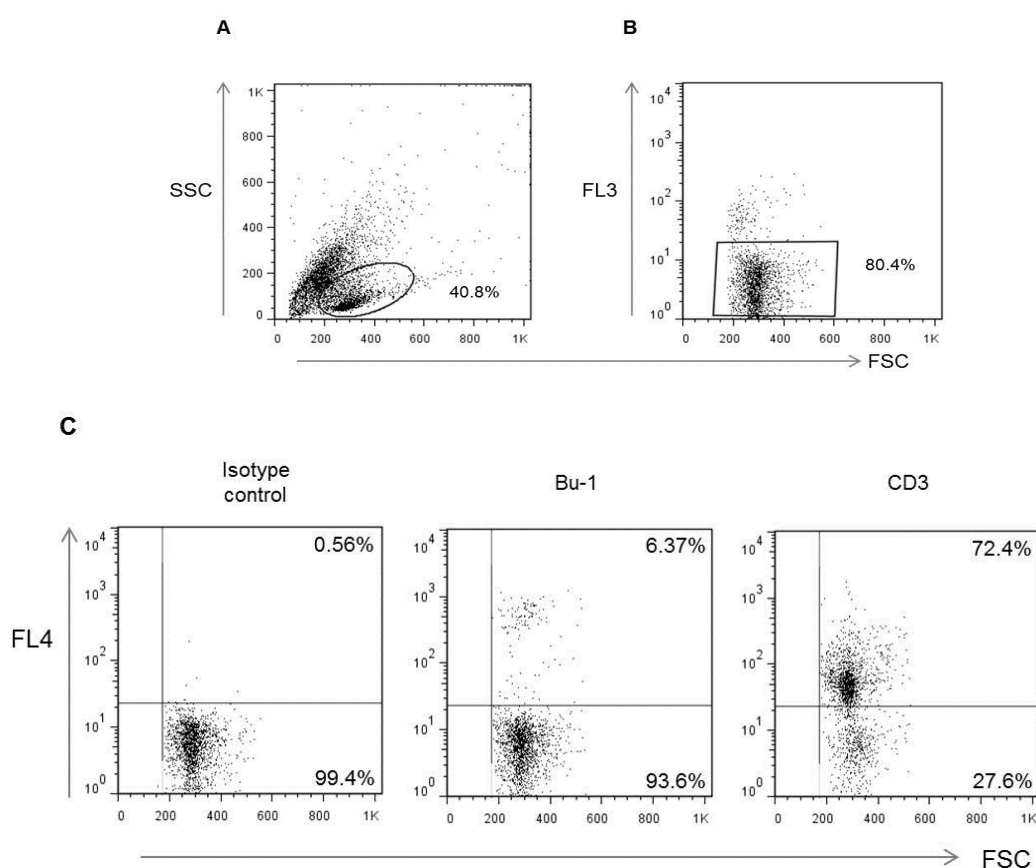 A
B
1K
800
600
400
200
0
SSC
40.8%
0 200 400 600 800 1K
10^4
10^3
10^2
10^1
10^0
FL3
80.4%
0 200 400 600 800 1K
FSC
C
Isotype
control
Bu-1
CD3
FL4
10^4
10^3
10^2
10^1
10^0
0.56%
99.4%
0 200 400 600 800 1K
10^4
10^3
10^2
10^1
10^0
6.37%
93.6%
0 200 400 600 800 1K
10^4
10^3
10^2
10^1
10^0
72.4%
27.6%
0 200 400 600 800 1K
FSC